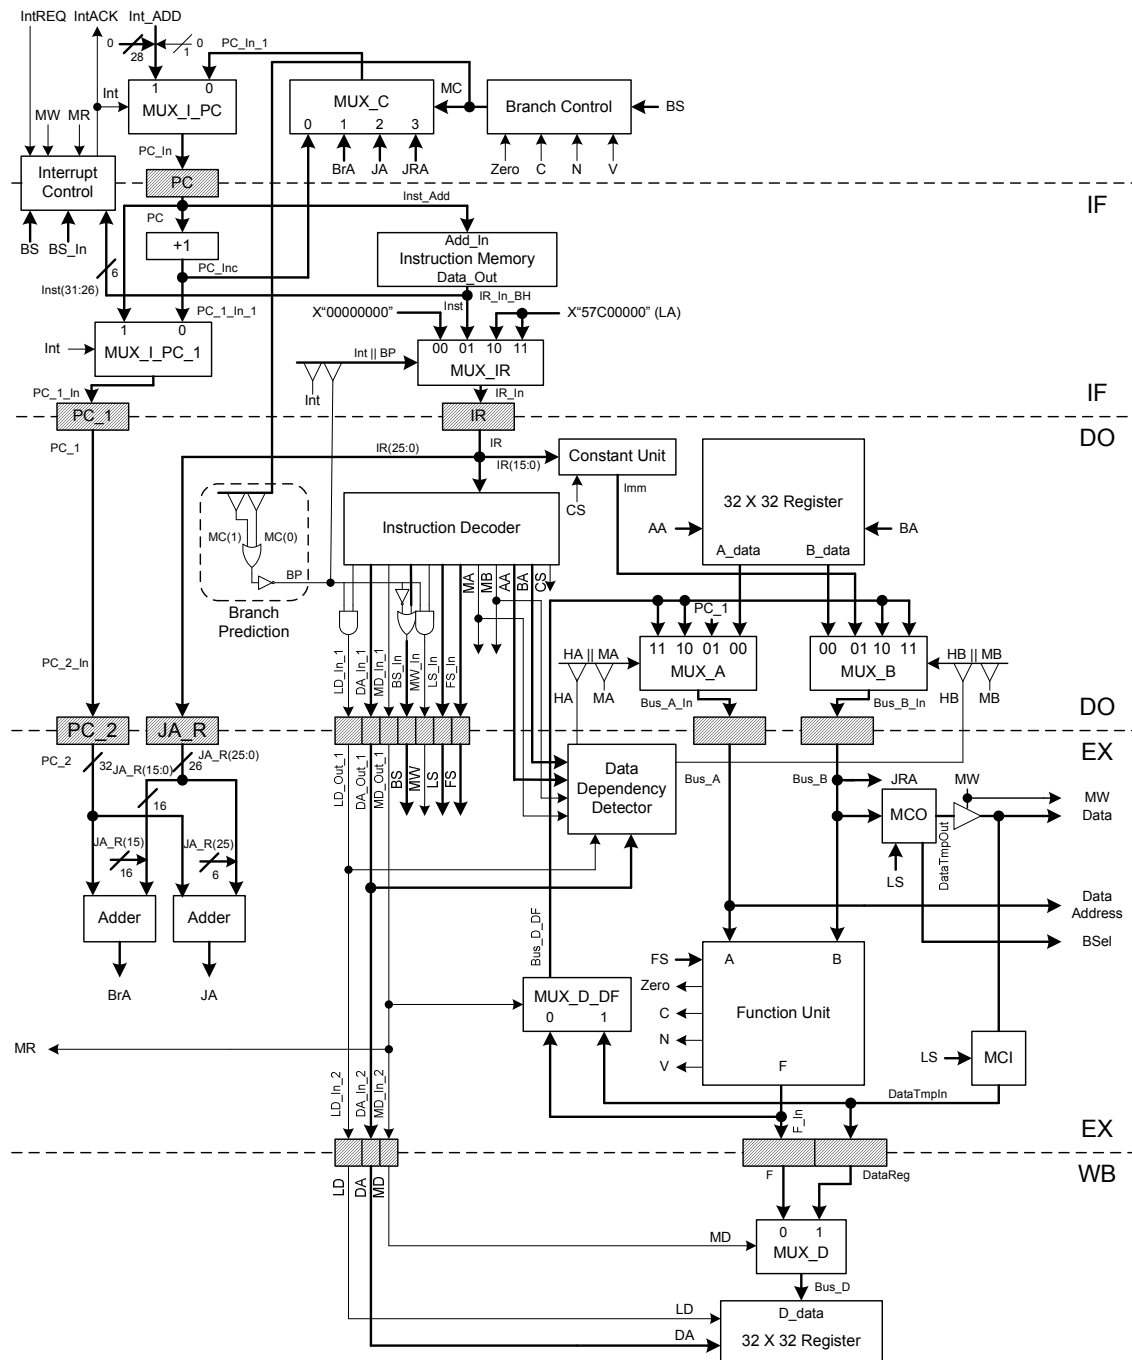 IntREQ IntACK Int_ADD
0 28 1 0
PC_In_1
Int
1 0
MUX_I_PC
MW MR
PC_In
Interrupt
Control
PC
MUX_C
0 1 2 3
BrA JA JRA
MC
Branch Control
BS
Zero C N V
IF
BS BS_In
PC
Inst_Add
+1
PC_Inc
6
Inst(31:26)
Add_In
Instruction Memory
Data_Out
Inst
IR_In_BH
X“00000000”
X“57C00000” (LA)
1 0
PC_1_In_1
Int
MUX_I_PC_1
00 01 10 11
MUX_IR
Int || BP
Int
PC_1_In
IR_In
IF
PC_1
IR
DO
PC_1
IR(25:0)
IR
IR(15:0)
Constant Unit
Imm
CS
32 X 32 Register
AA
BA
A_data B_data
Instruction Decoder
MC(1) MC(0)
BP
Branch
Prediction
MA MB AA BA CS
PC_1
11 10 01 00
MUX_A
00 01 10 11
MUX_B
HA || MA
HA MA
HB || MB
HB MB
LD_In_1 DA_In_1 MD_In_1 BS_In MW_In LS_In FS_In
PC_2_In
Bus_A_In
Bus_B_In
DO
PC_2
JA_R
EX
PC_2
32
JA_R(15:0)
JA_R(25:0)
26
16
LD_Out_1 DA_Out_1 MD_Out_1 BS MW LS FS
Data
Dependency
Detector
Bus_A
Bus_B
JRA
MW
MW
MCO
DataTmpOut
Data
LS
JA_R(15)
16
JA_R(25)
6
Adder
Adder
BrA
JA
Data
Address
BSel
Bus_D_DF
MUX_D_DF
0 1
FS
A B
Zero
C
N
V
Function Unit
F
LS
MCI
MR
LD_In_2 DA_In_2 MD_In_2
DataTmpIn
F_In
EX
WB
LD DA MD
F
DataReg
MD
0 1
MUX_D
Bus_D
LD
DA
D_data
32 X 32 Register